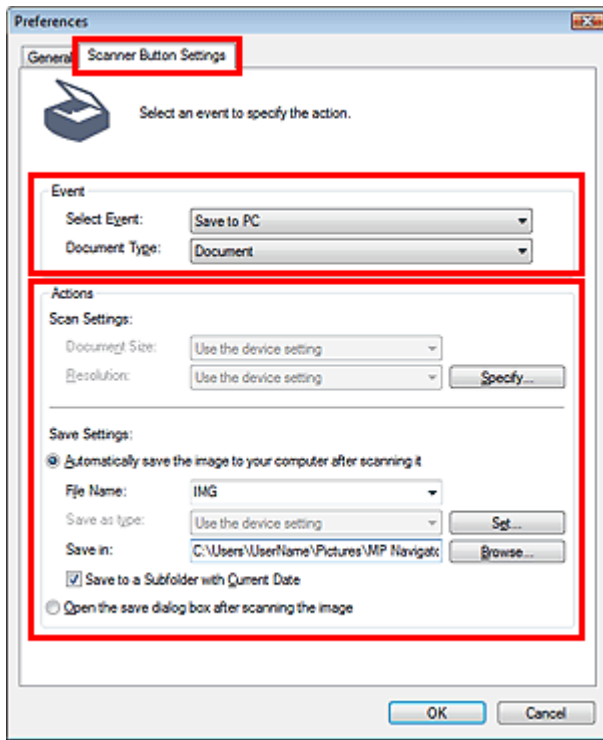 Preferences
General Scanner Button Settings
Select an event to specify the action.
Event
Select Event: Save to PC
Document Type: Document
Actions
Scan Settings:
Document Size: Use the device setting
Resolution: Use the device setting Specify...
Save Settings:
Automatically save the image to your computer after scanning it
File Name: IMG
Save as type: Use the device setting Set...
Save in: C:\Users\UserName\Pictures\MP Navigato Browse...
Save to a Subfolder with Current Date
Open the save dialog box after scanning the image
OK Cancel